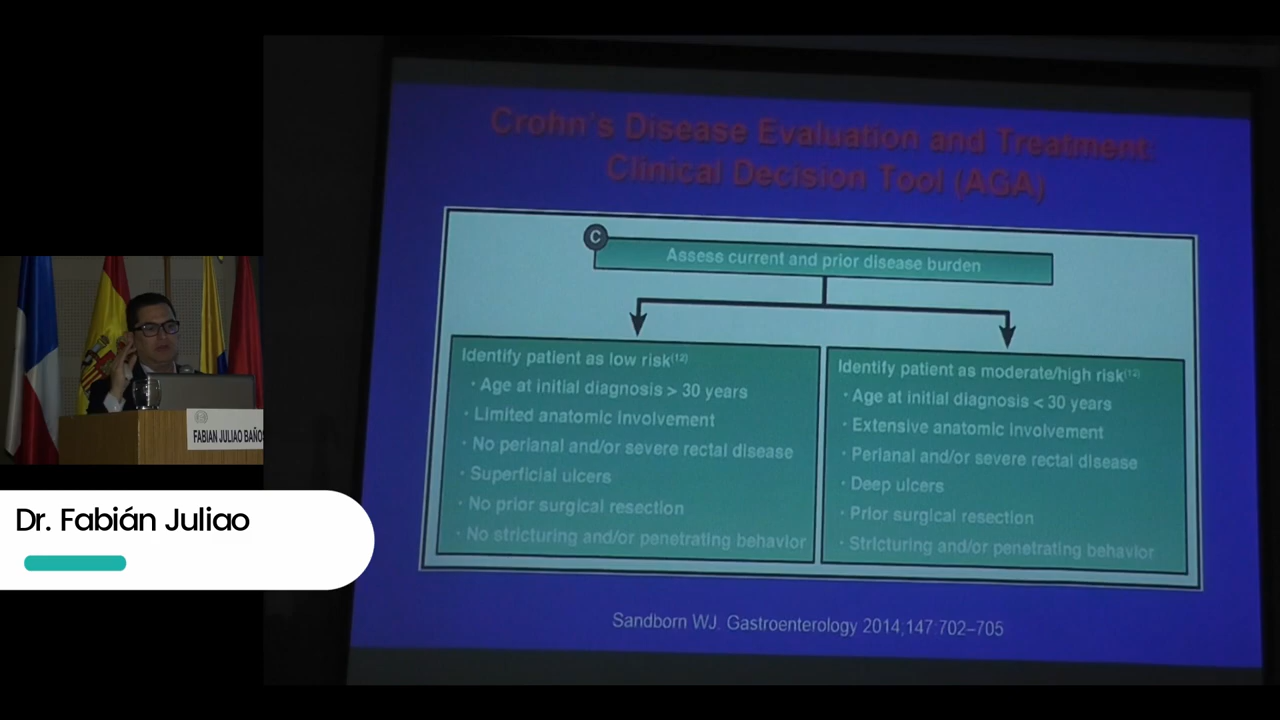 Crohn's Disease Evaluation and Treatment:
Clinical Decision Tool (AGA)
C
Assess current and prior disease burden
Identify patient as low risk(12)
· Age at initial diagnosis > 30 years
· Limited anatomic involvement
· No perianal and/or severe rectal disease
· Superficial ulcers
· No prior surgical resection
· No stricturing and/or penetrating behavior
Identify patient as moderate/high risk(12)
· Age at initial diagnosis < 30 years
· Extensive anatomic involvement
· Perianal and/or severe rectal disease
· Deep ulcers
· Prior surgical resection
· Stricturing and/or penetrating behavior
Sandborn WJ. Gastroenterology 2014;147:702–705
FABIAN JULIAO BAÑOS
Dr. Fabián Juliao